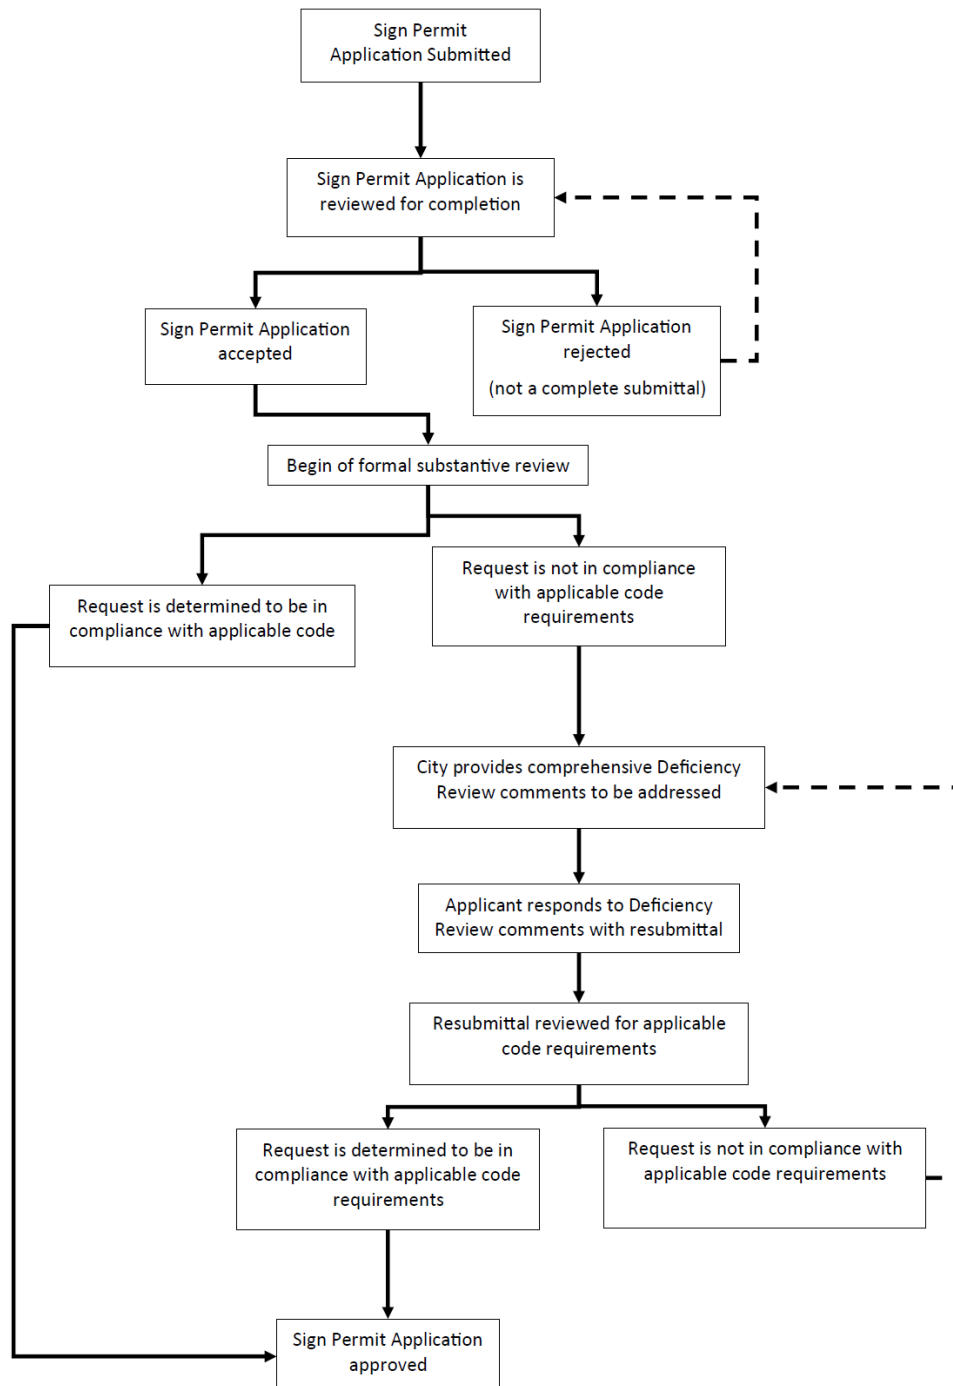 Sign Permit
Application Submitted
Sign Permit Application is
reviewed for completion
Sign Permit Application
accepted
Sign Permit Application
rejected
(not a complete submittal)
Begin of formal substantive review
Request is determined to be in
compliance with applicable code
Request is not in compliance
with applicable code
requirements
City provides comprehensive Deficiency
Review comments to be addressed
Applicant responds to Deficiency
Review comments with resubmittal
Resubmittal reviewed for applicable
code requirements
Request is determined to be in
compliance with applicable code
requirements
Request is not in compliance with
applicable code requirements
Sign Permit Application
approved